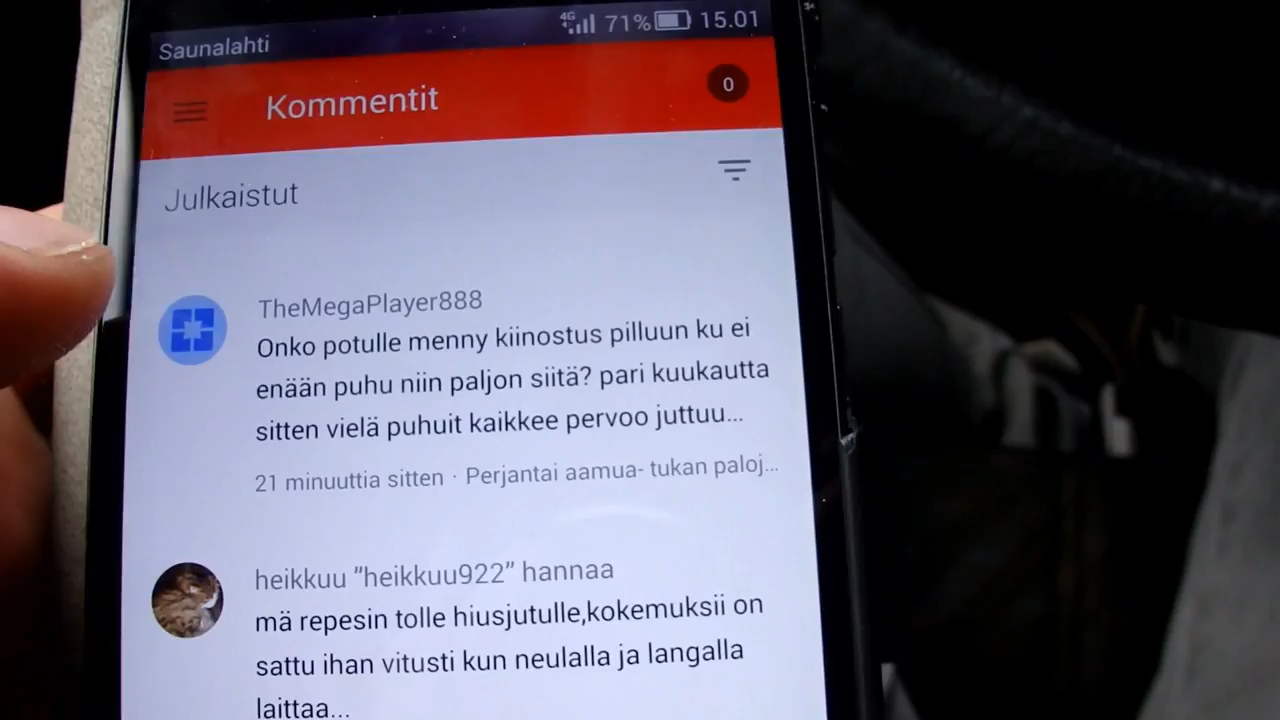 Saunalahti 4G 71% 15.01
Kommentit 0
Julkaistut
TheMegaPlayer888
Onko potulle menny kiinostus pilluun ku ei
enään puhu niin paljon siitä? pari kuukautta
sitten vielä puhuit kaikkee pervoo juttuu...
21 minuuttia sitten · Perjantai aamua- tukan paloj...
heikkuu "heikkuu922" hannaa
mä repesin tolle hiusjutulle,kokemuksii on
sattu ihan vitusti kun neulalla ja langalla
laittaa...